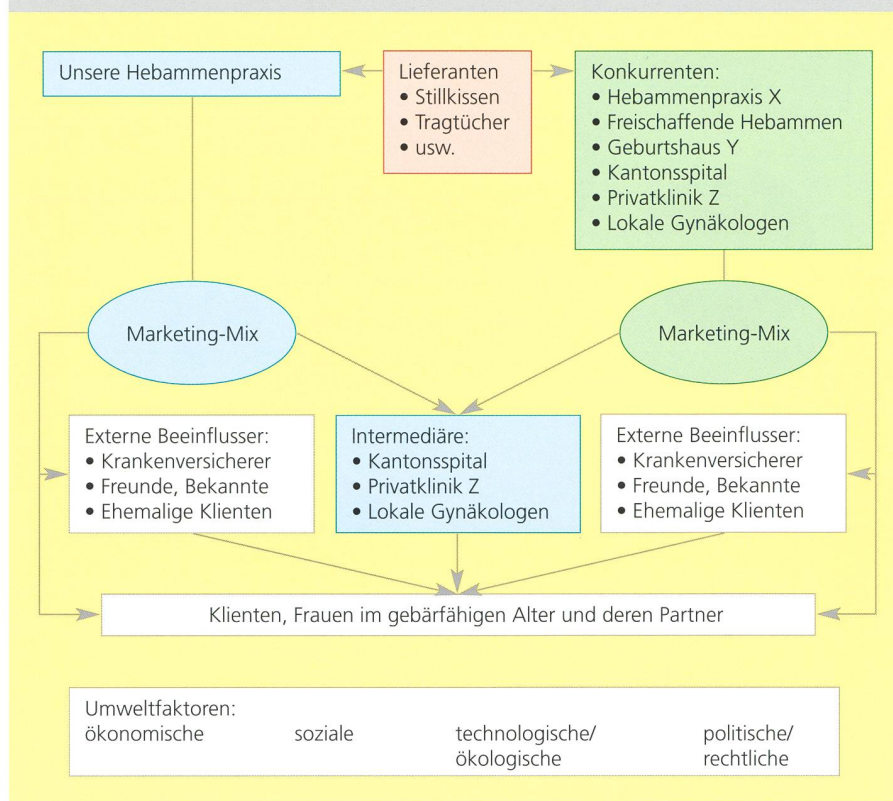 Unsere Hebammenpraxis
Lieferanten
• Stillkissen
• Tragtücher
• usw.
Konkurrenten:
• Hebammenpraxis X
• Freischaffende Hebammen
• Geburtshaus Y
• Kantonsspital
• Privatklinik Z
• Lokale Gynäkologen
Marketing-Mix
Marketing-Mix
Externe Beeinflusser:
• Krankenversicherer
• Freunde, Bekannte
• Ehemalige Klienten
Intermediäre:
• Kantonsspital
• Privatklinik Z
• Lokale Gynäkologen
Externe Beeinflusser:
• Krankenversicherer
• Freunde, Bekannte
• Ehemalige Klienten
Klienten, Frauen im gebärfähigen Alter und deren Partner
Umweltfaktoren:
ökonomische soziale technologische/ politische/
ökologische rechtliche